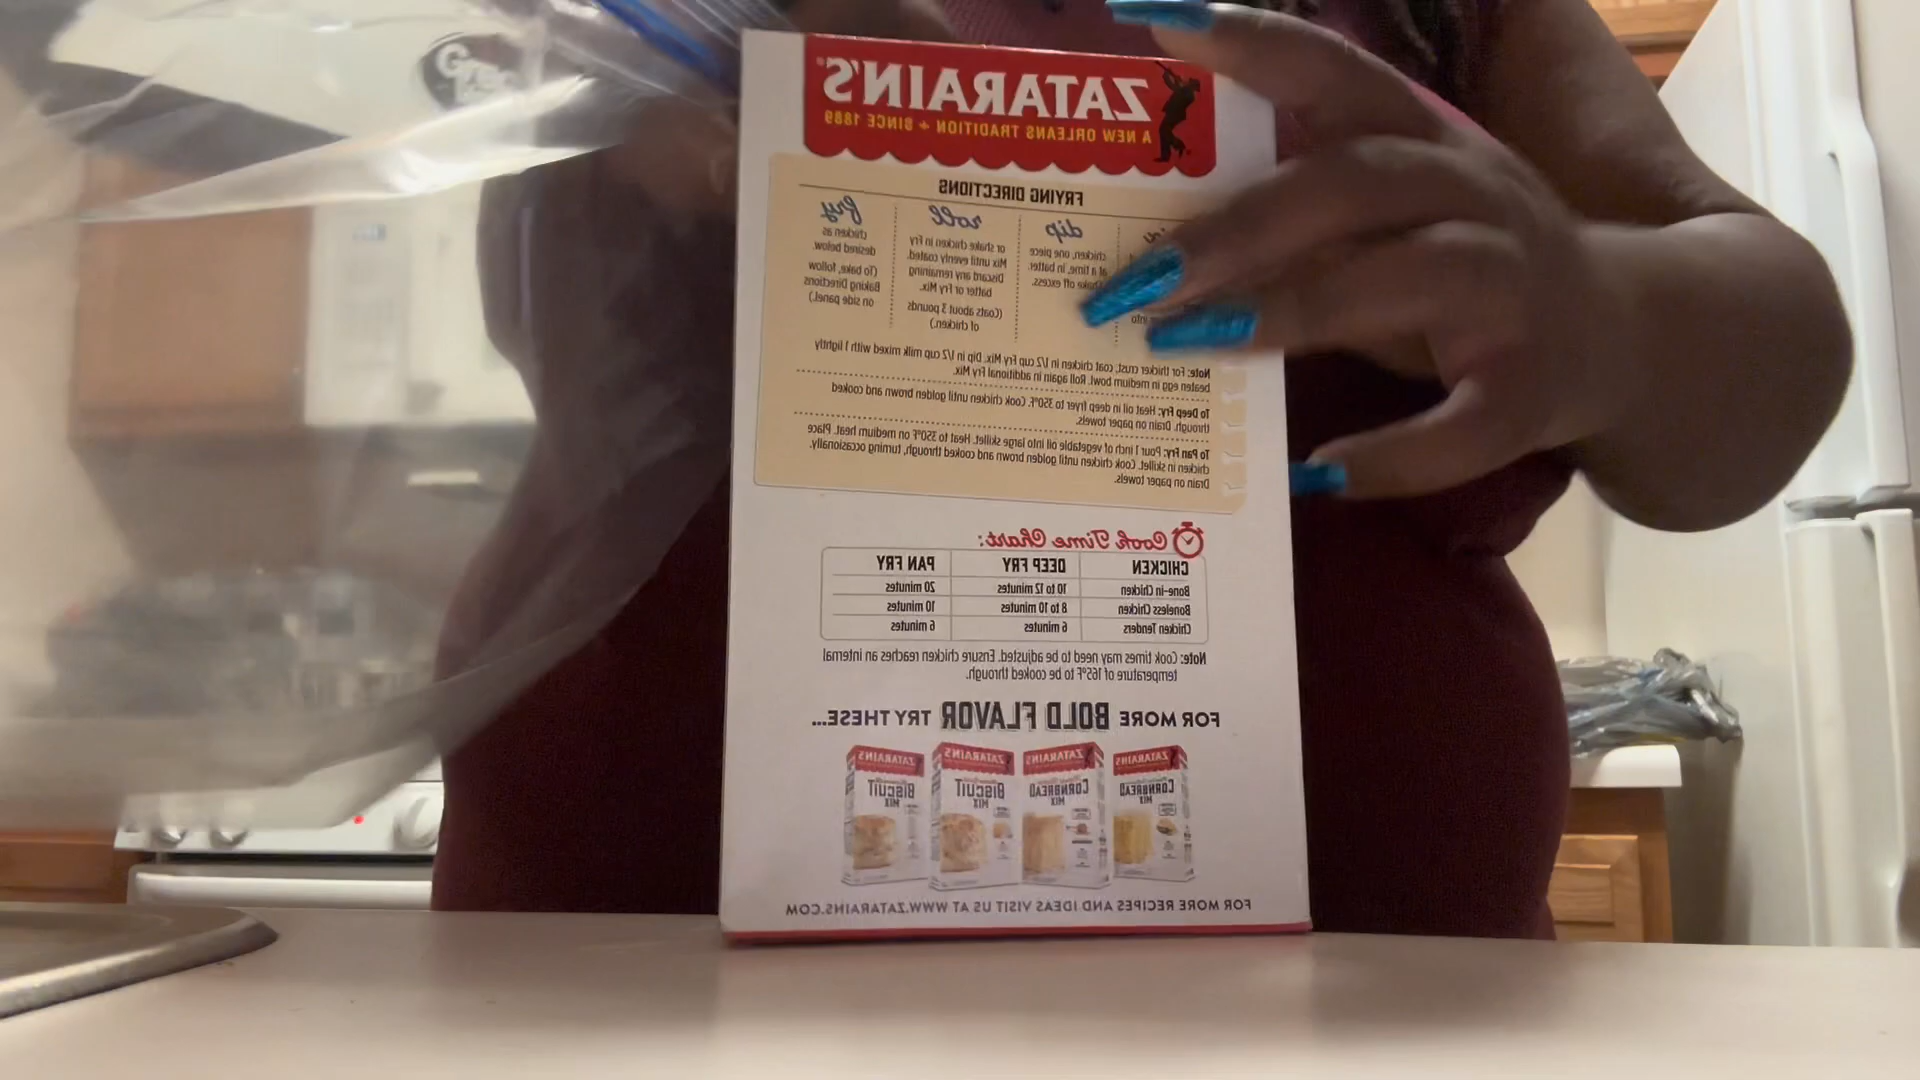 ZATARAIN'S®
A NEW ORLEANS TRADITION + SINCE 1889
FRYING DIRECTIONS
dip
chicken, one piece
at a time, in batter.
Shake off excess.
into
roll
or shake chicken in Fry
Mix until evenly coated.
Discard any remaining
batter or Fry Mix.
(Coats about 3 pounds
of chicken.)
fry
chicken as
desired below.
(To bake, follow
Baking Directions
on side panel.)
Note: For thicker crust, coat chicken in 1/2 cup Fry Mix. Dip in 1/2 cup milk mixed with 1 lightly
beaten egg in medium bowl. Roll again in additional Fry Mix.
To Deep Fry: Heat oil in deep fryer to 350°F. Cook chicken until golden brown and cooked
through. Drain on paper towels.
To Pan Fry: Pour 1 inch of vegetable oil into large skillet. Heat to 350°F on medium heat. Place
chicken in skillet. Cook chicken until golden brown and cooked through, turning occasionally.
Drain on paper towels.
Cook Time Chart:
CHICKEN DEEP FRY PAN FRY
Bone-in Chicken 10 to 12 minutes 20 minutes
Boneless Chicken 8 to 10 minutes 10 minutes
Chicken Tenders 6 minutes 6 minutes
Note: Cook times may need to be adjusted. Ensure chicken reaches an internal
temperature of 165°F to be cooked through.
FOR MORE BOLD FLAVOR TRY THESE...
ZATARAIN'S
CORNBREAD
MIX
ZATARAIN'S
CORNBREAD
MIX
ZATARAIN'S
BISCUIT
MIX
ZATARAIN'S
BISCUIT
MIX
FOR MORE RECIPES AND IDEAS VISIT US AT WWW.ZATARAINS.COM